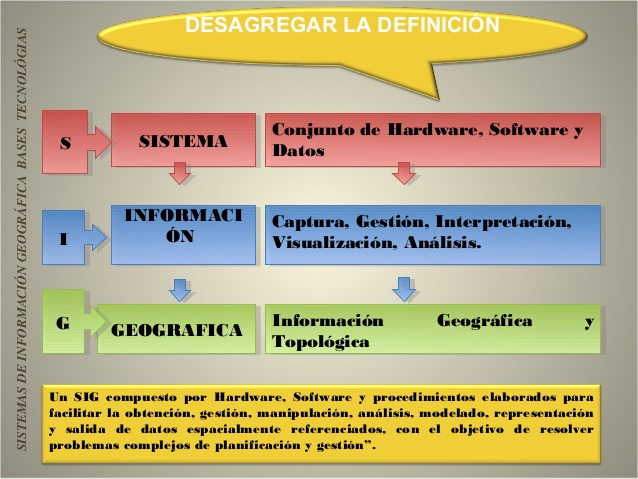 DESAGREGAR LA DEFINICIÓN
SISTEMAS DE INFORMACIÓN GEOGRÁFICA BASES TECNOLÓGIAS
S
SISTEMA
Conjunto de Hardware, Software y
Datos
I
INFORMACI
ÓN
Captura, Gestión, Interpretación,
Visualización, Análisis.
G
GEOGRAFICA
Información Geográfica y
Topológica
Un SIG compuesto por Hardware, Software y procedimientos elaborados para
facilitar la obtención, gestión, manipulación, análisis, modelado, representación
y salida de datos espacialmente referenciados, con el objetivo de resolver
problemas complejos de planificación y gestión”.